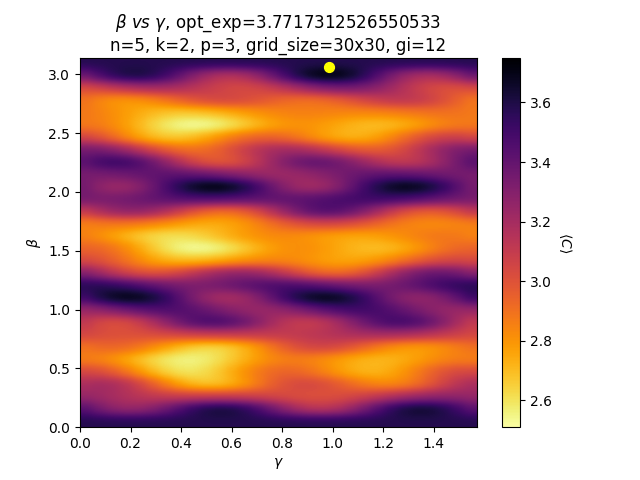 β vs γ, opt_exp=3.7717312526550533
n=5, k=2, p=3, grid_size=30x30, gi=12
3.0
2.5
2.0
1.5
1.0
0.5
0.0
β
0.0 0.2 0.4 0.6 0.8 1.0 1.2 1.4
γ
3.6
3.4
3.2
3.0
2.8
2.6
⟨C⟩